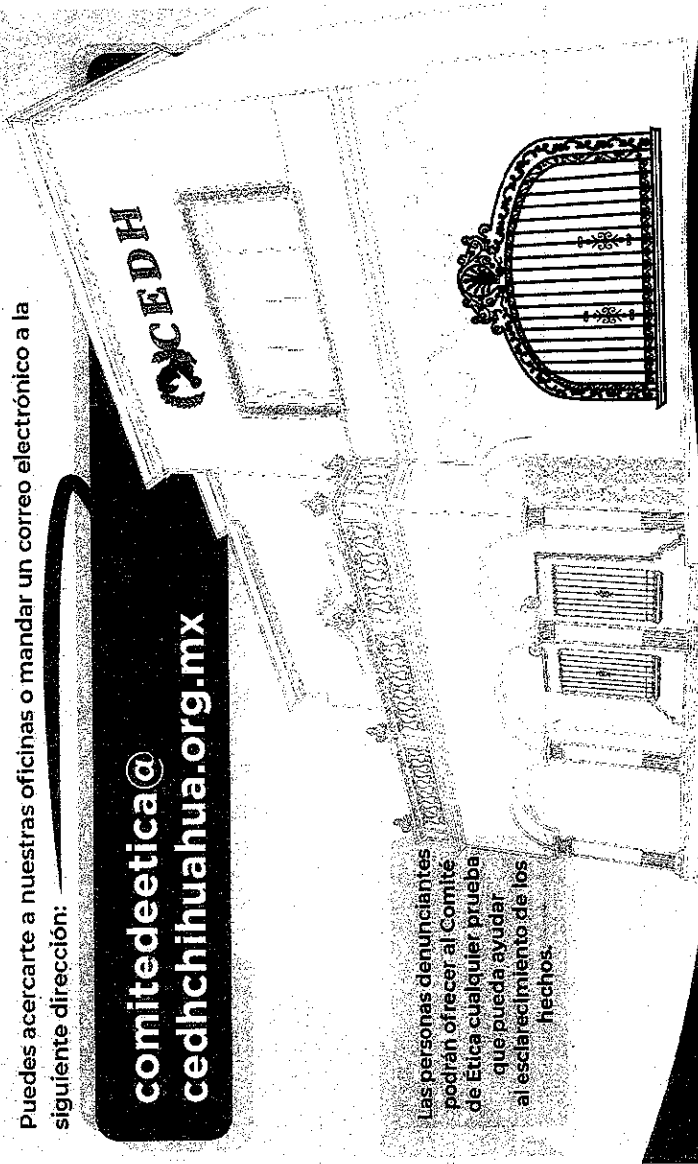 Puedes acercarte a nuestras oficinas o mandar un correo electrónico a la
siguiente dirección:
comitedeetica@
cedhchihuahua.org.mx
CEDH
Las personas denunciantes
podrán ofrecer al Comité
de Etica cualquier prueba
que pueda ayudar
al esclarecimiento de los
hechos.